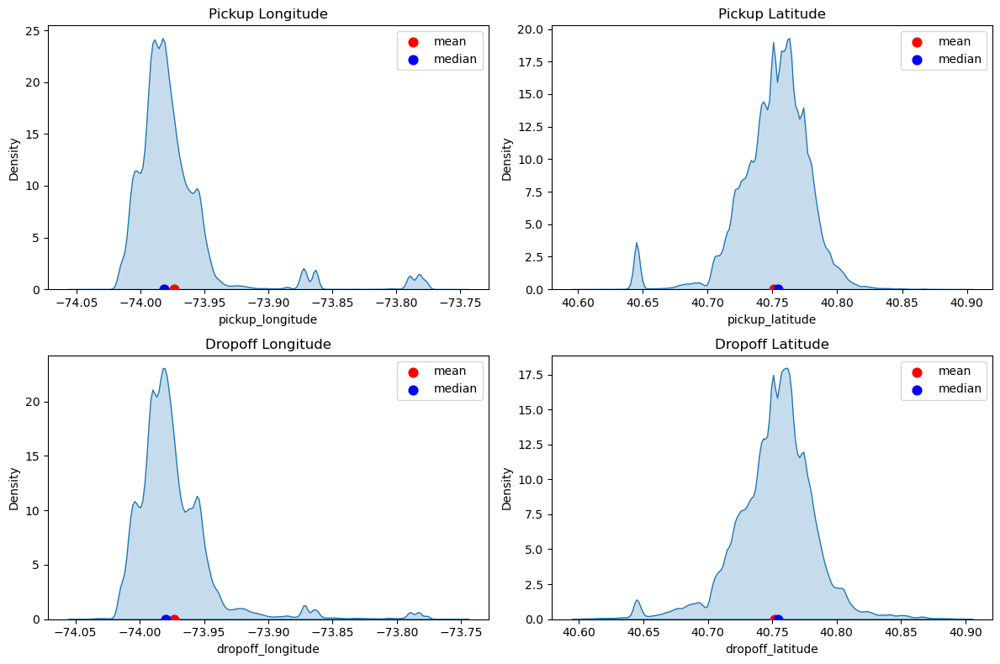 Pickup Longitude
25
20
15
10
5
0
Density
−74.05
−74.00
−73.95
−73.90
−73.85
−73.80
−73.75
pickup_longitude
mean
median
Pickup Latitude
20.0
17.5
15.0
12.5
10.0
7.5
5.0
2.5
0.0
Density
40.60
40.65
40.70
40.75
40.80
40.85
40.90
pickup_latitude
mean
median
Dropoff Longitude
20
15
10
5
0
Density
−74.05
−74.00
−73.95
−73.90
−73.85
−73.80
−73.75
dropoff_longitude
mean
median
Dropoff Latitude
17.5
15.0
12.5
10.0
7.5
5.0
2.5
0.0
Density
40.60
40.65
40.70
40.75
40.80
40.85
40.90
dropoff_latitude
mean
median